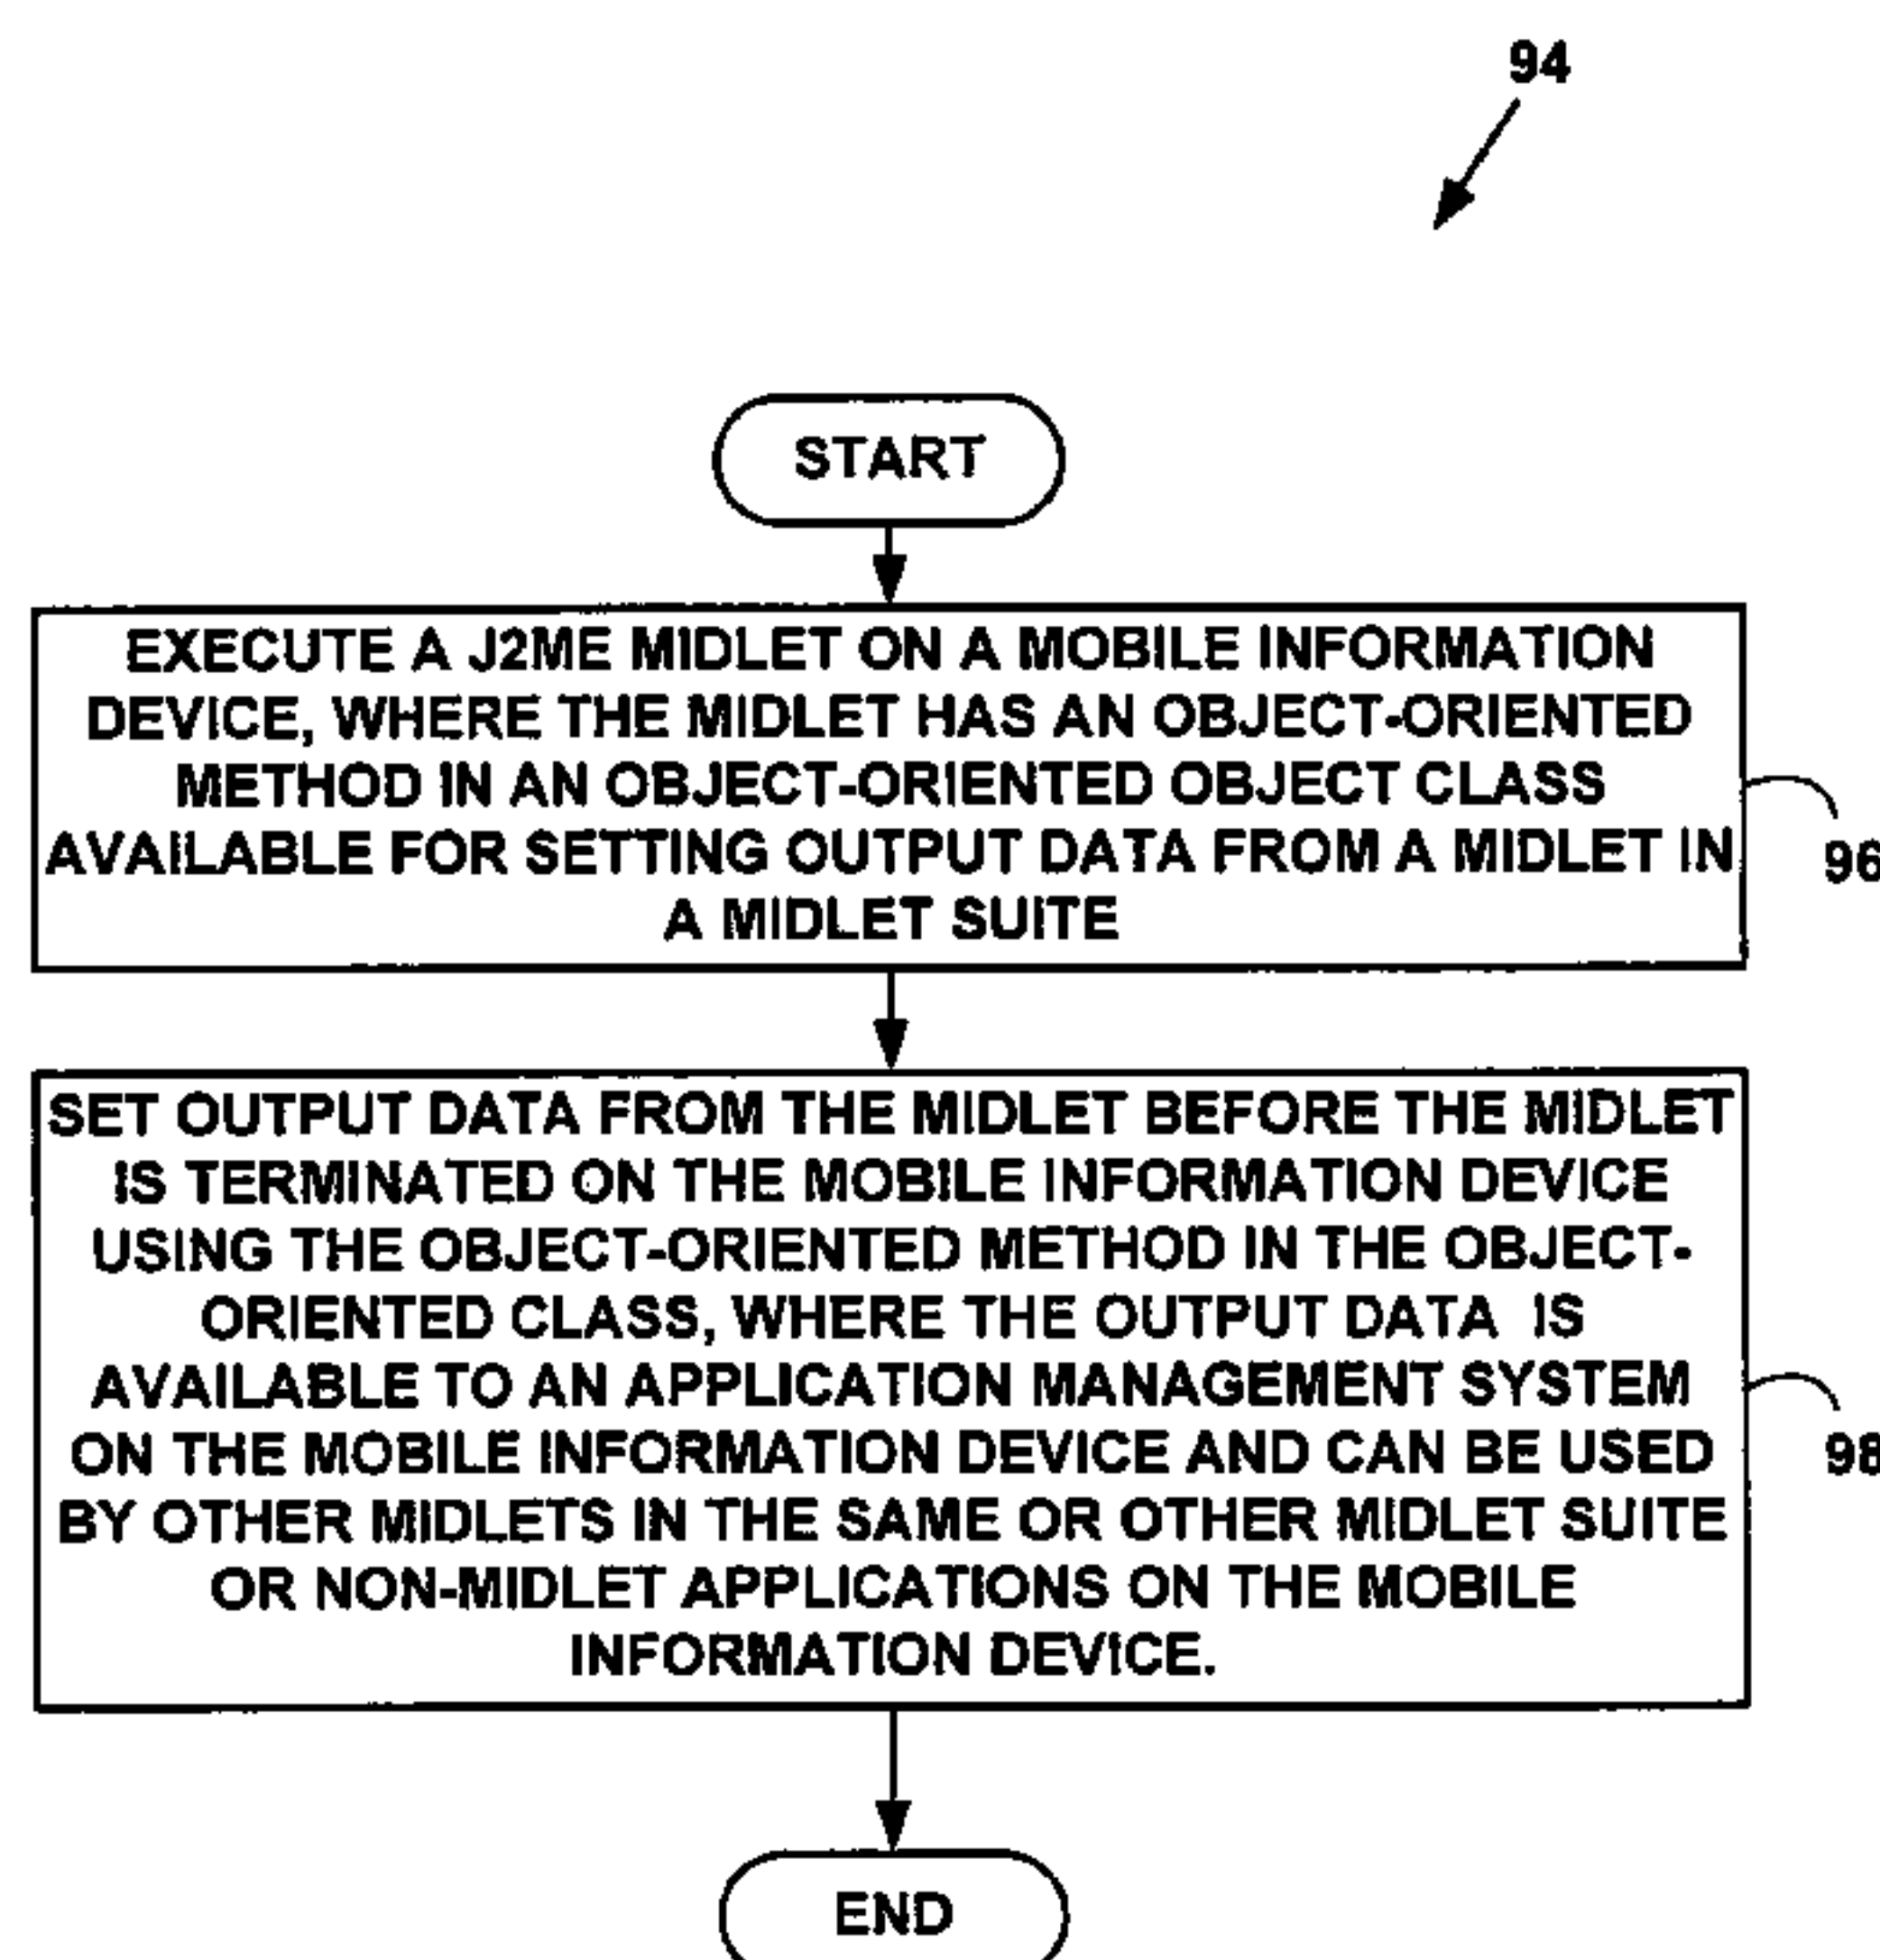 94
START
EXECUTE A J2ME MIDLET ON A MOBILE INFORMATION
DEVICE, WHERE THE MIDLET HAS AN OBJECT-ORIENTED
METHOD IN AN OBJECT-ORIENTED OBJECT CLASS
AVAILABLE FOR SETTING OUTPUT DATA FROM A MIDLET IN
A MIDLET SUITE
96
SET OUTPUT DATA FROM THE MIDLET BEFORE THE MIDLET
IS TERMINATED ON THE MOBILE INFORMATION DEVICE
USING THE OBJECT-ORIENTED METHOD IN THE OBJECT-
ORIENTED CLASS, WHERE THE OUTPUT DATA IS
AVAILABLE TO AN APPLICATION MANAGEMENT SYSTEM
ON THE MOBILE INFORMATION DEVICE AND CAN BE USED
BY OTHER MIDLETS IN THE SAME OR OTHER MIDLET SUITE
OR NON-MIDLET APPLICATIONS ON THE MOBILE
INFORMATION DEVICE.
98
END